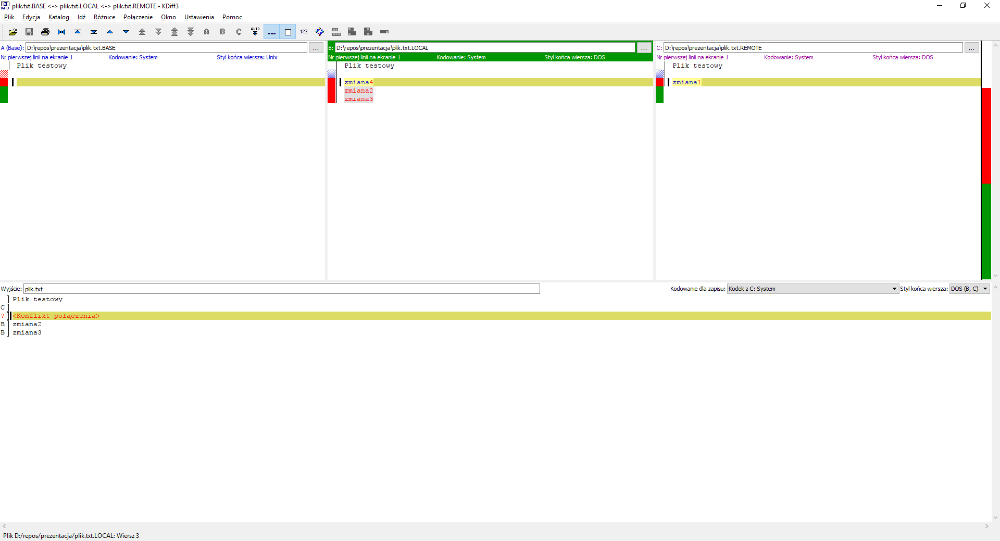 plik.txt.BASE <-> plik.txt.LOCAL <-> plik.txt.REMOTE - KDiff3
Plik Edycja Katalog Idź Różnice Połączenie Okno Ustawienia Pomoc
A B C AUTO 123
A (Base): D:\repos\prezentacja\plik.txt.BASE ...
Nr pierwszej linii na ekranie 1 Kodowanie: System Styl końca wiersza: Unix
Plik testowy
B: D:\repos\prezentacja\plik.txt.LOCAL ...
Nr pierwszej linii na ekranie 1 Kodowanie: System Styl końca wiersza: DOS
Plik testowy
zmiana4
zmiana2
zmiana3
C: D:\repos\prezentacja\plik.txt.REMOTE ...
Nr pierwszej linii na ekranie 1 Kodowanie: System Styl końca wiersza: DOS
Plik testowy
zmiana1
Wyjście: plik.txt Kodowanie dla zapisu: Kodek z C: System Styl końca wiersza: DOS (B, C)
] Plik testowy
C ]
? ] <Konflikt połączenia>
B ] zmiana2
B ] zmiana3
Plik D:/repos/prezentacja/plik.txt.LOCAL: Wiersz 3